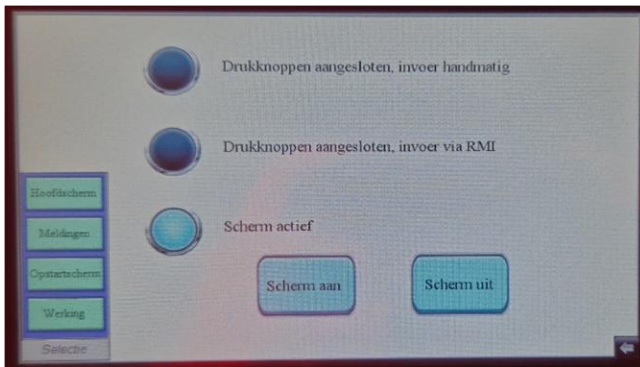 Drukknoppen aangesloten, invoer handmatig
Drukknoppen aangesloten, invoer via RMI
Scherm actief
Scherm aan
Scherm uit
Hoofdscherm
Meldingen
Opstartscherm
Werking
Selectie